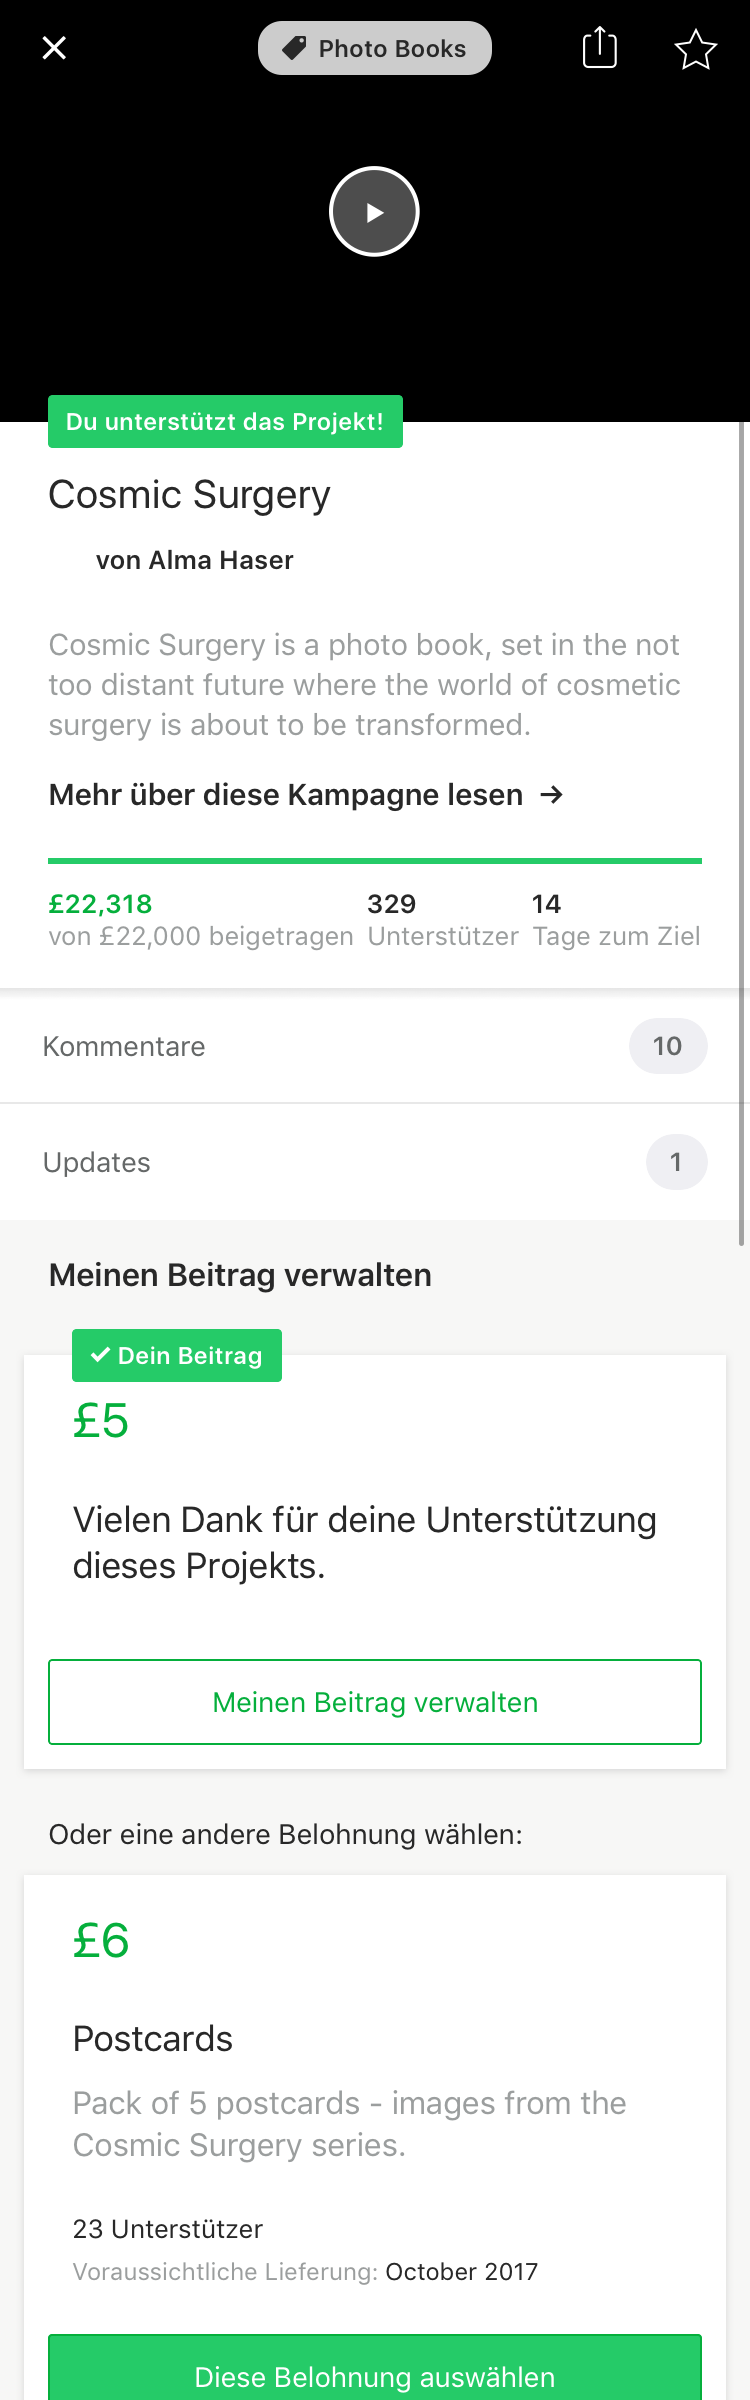 Photo Books
Du unterstützt das Projekt!
Cosmic Surgery
von Alma Haser
Cosmic Surgery is a photo book, set in the not
too distant future where the world of cosmetic
surgery is about to be transformed.
Mehr über diese Kampagne lesen →
£22,318 329 14
von £22,000 beigetragen Unterstützer Tage zum Ziel
Kommentare 10
Updates 1
Meinen Beitrag verwalten
✓ Dein Beitrag
£5
Vielen Dank für deine Unterstützung
dieses Projekts.
Meinen Beitrag verwalten
Oder eine andere Belohnung wählen:
£6
Postcards
Pack of 5 postcards - images from the
Cosmic Surgery series.
23 Unterstützer
Voraussichtliche Lieferung: October 2017
Diese Belohnung auswählen